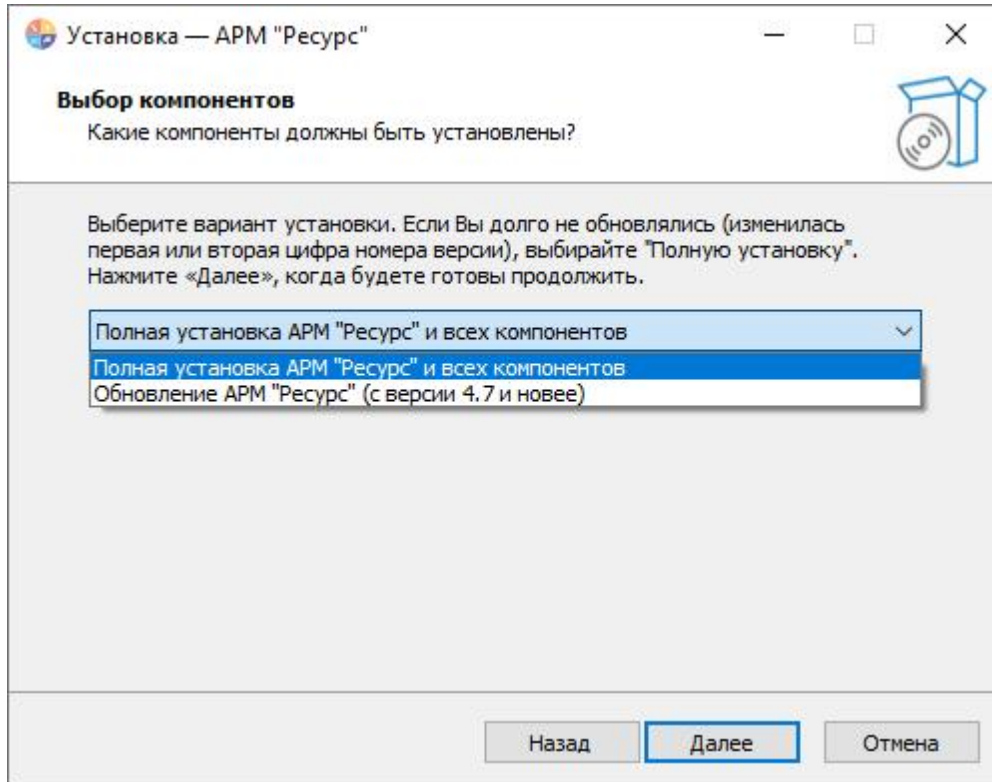 Установка — АРМ "Ресурс"
Выбор компонентов
Какие компоненты должны быть установлены?
Выберите вариант установки. Если Вы долго не обновлялись (изменилась
первая или вторая цифра номера версии), выбирайте "Полную установку".
Нажмите «Далее», когда будете готовы продолжить.
Полная установка АРМ "Ресурс" и всех компонентов
Полная установка АРМ "Ресурс" и всех компонентов
Обновление АРМ "Ресурс" (с версии 4.7 и новее)
Назад
Далее
Отмена